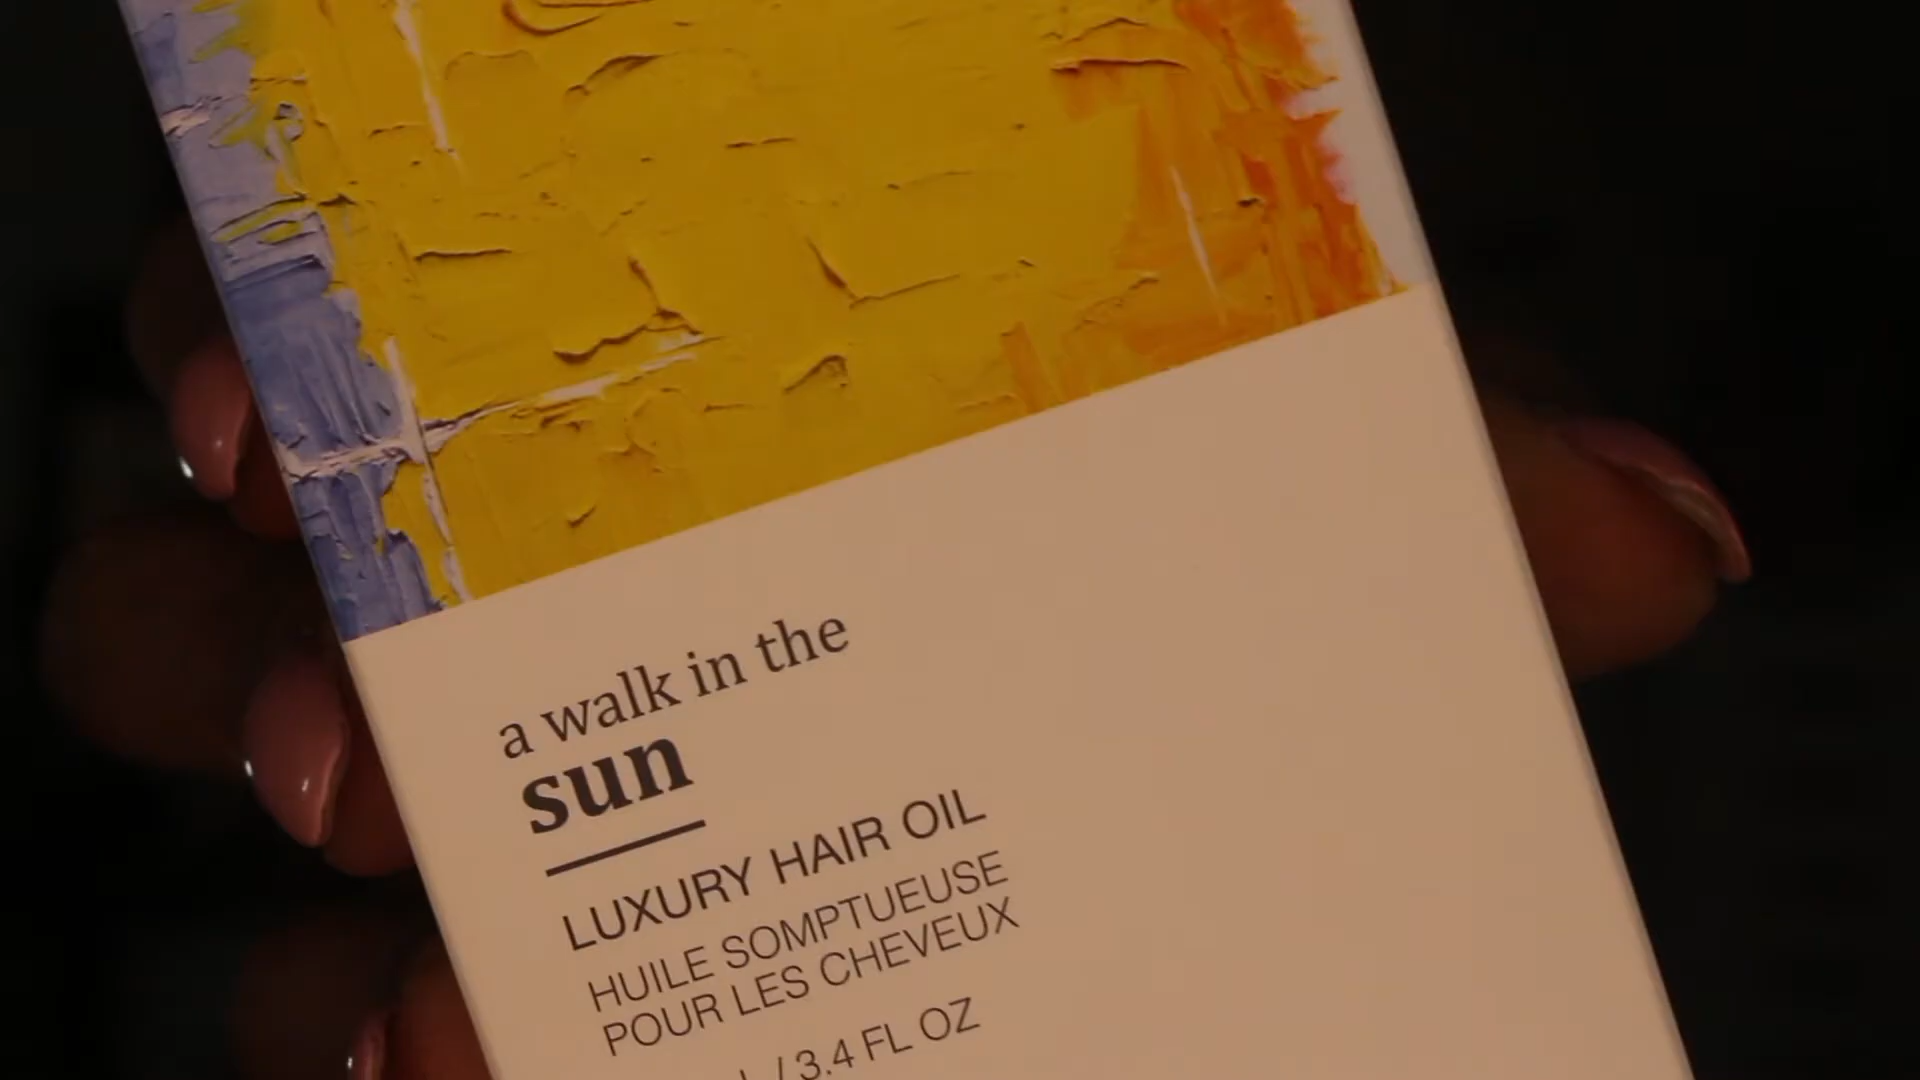 a walk in the
sun
LUXURY HAIR OIL
HUILE SOMPTUEUSE
POUR LES CHEVEUX
/ 3.4 FL OZ